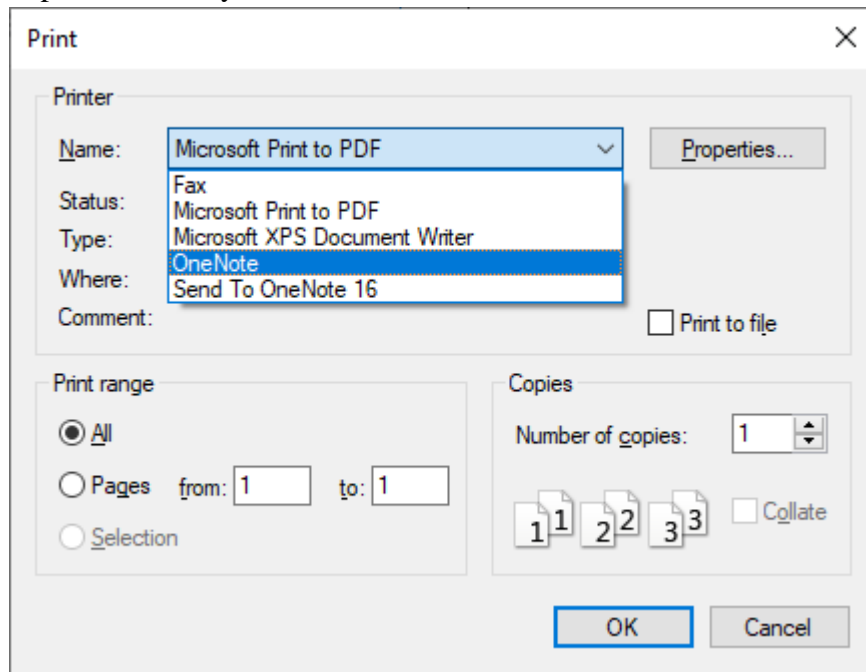 Print
Printer
Name: Microsoft Print to PDF Properties...
Fax
Status: Microsoft Print to PDF
Type: Microsoft XPS Document Writer
OneNote
Where: Send To OneNote 16
Comment: Print to file
Print range Copies
All Number of copies: 1
Pages from: 1 to: 1
1 1 2 2 3 3 Collate
Selection
OK Cancel